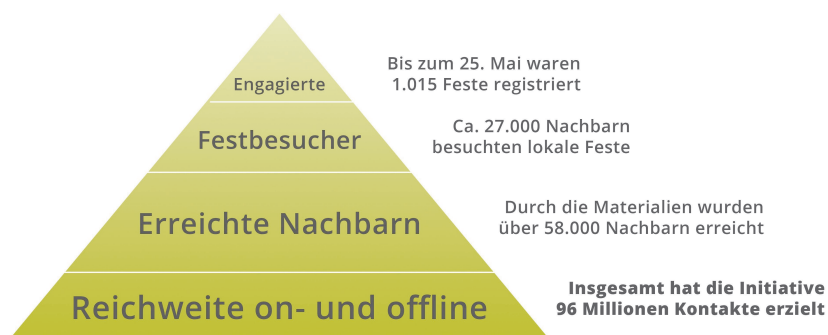 Engagierte
Bis zum 25. Mai waren
1.015 Feste registriert
Festbesucher
Ca. 27.000 Nachbarn
besuchten lokale Feste
Erreichte Nachbarn
Durch die Materialien wurden
über 58.000 Nachbarn erreicht
Reichweite on- und offline
Insgesamt hat die Initiative
96 Millionen Kontakte erzielt